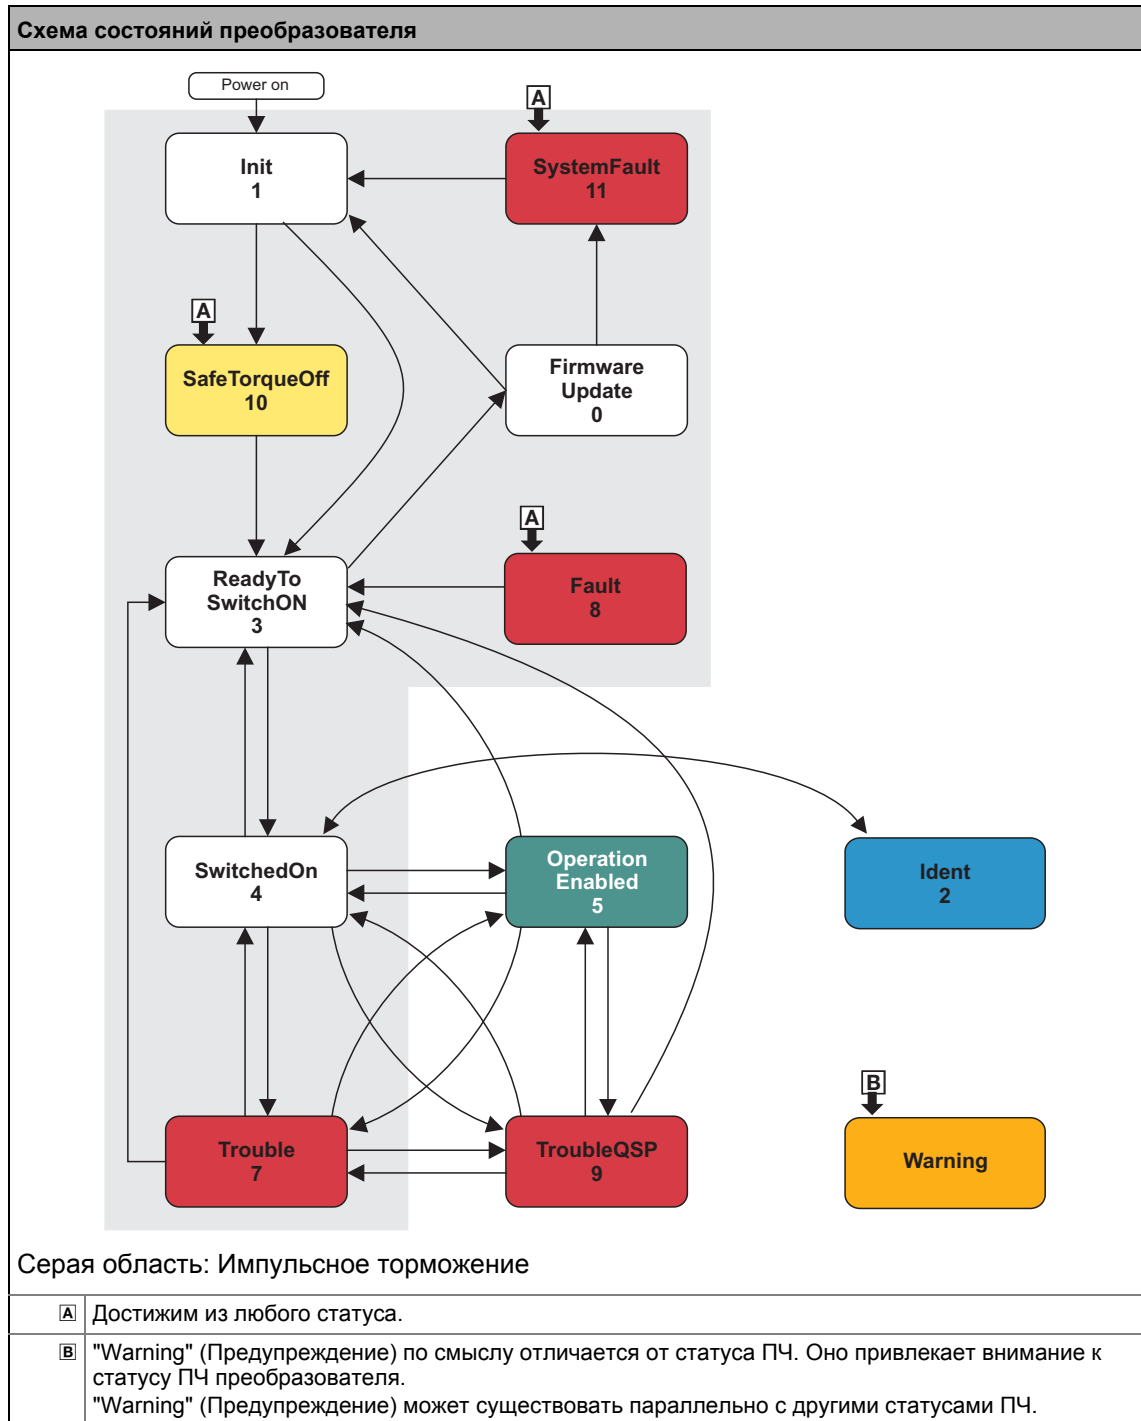 Схема состояний преобразователя
Power on
A
Init
1
SystemFault
11
A
SafeTorqueOff
10
Firmware
Update
0
A
ReadyTo
SwitchON
3
Fault
8
SwitchedOn
4
Operation
Enabled
5
Ident
2
B
Trouble
7
TroubleQSP
9
Warning
Серая область: Импульсное торможение
A Достижим из любого статуса.
B "Warning" (Предупреждение) по смыслу отличается от статуса ПЧ. Оно привлекает внимание к
статусу ПЧ преобразователя.
"Warning" (Предупреждение) может существовать параллельно с другими статусами ПЧ.